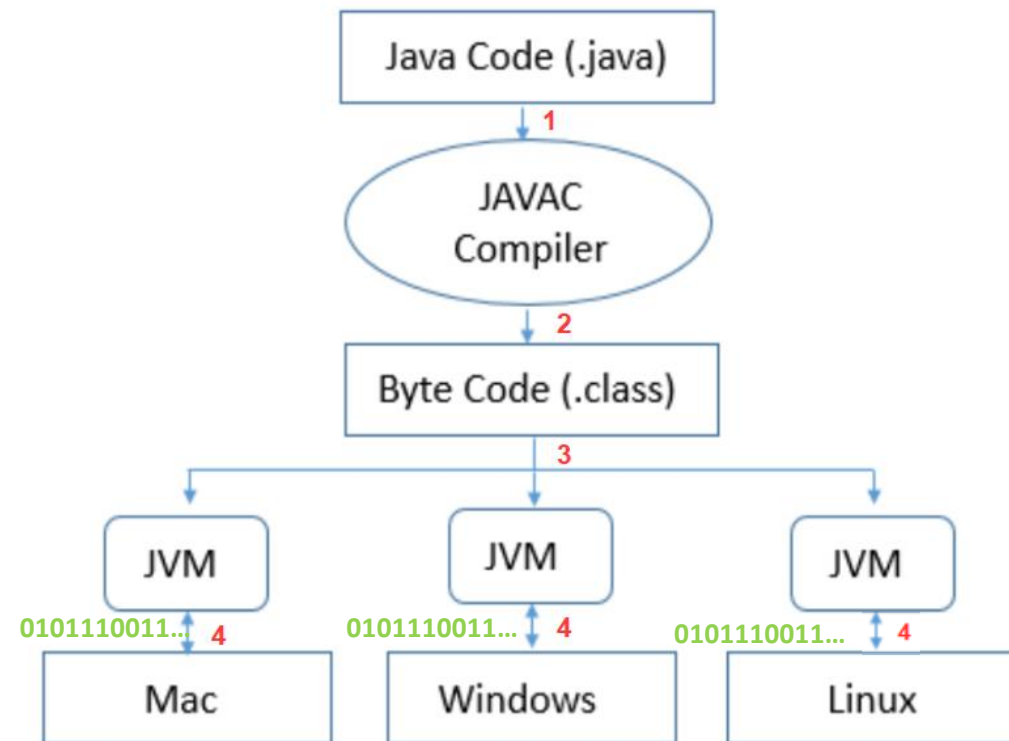 Java Code (.java)
1
JAVAC
Compiler
2
Byte Code (.class)
3
JVM
JVM
JVM
0101110011... 4
0101110011... 4
0101110011... 4
Mac
Windows
Linux